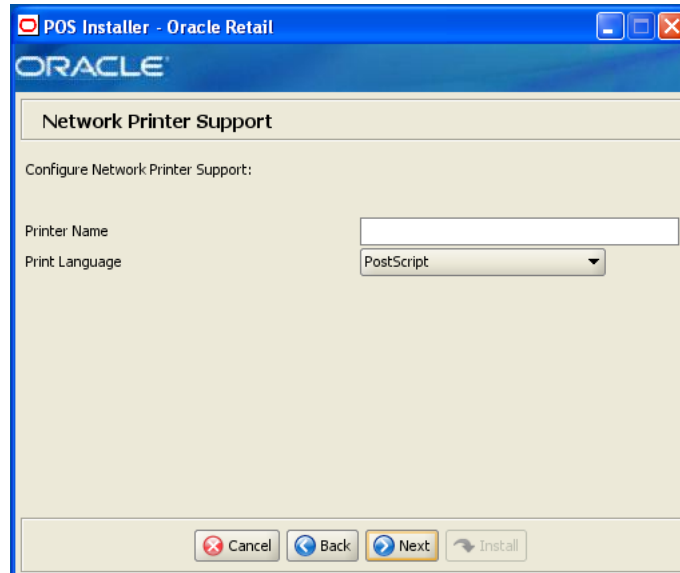 POS Installer - Oracle Retail
ORACLE
Network Printer Support
Configure Network Printer Support:
Printer Name
Print Language PostScript
Cancel Back Next Install